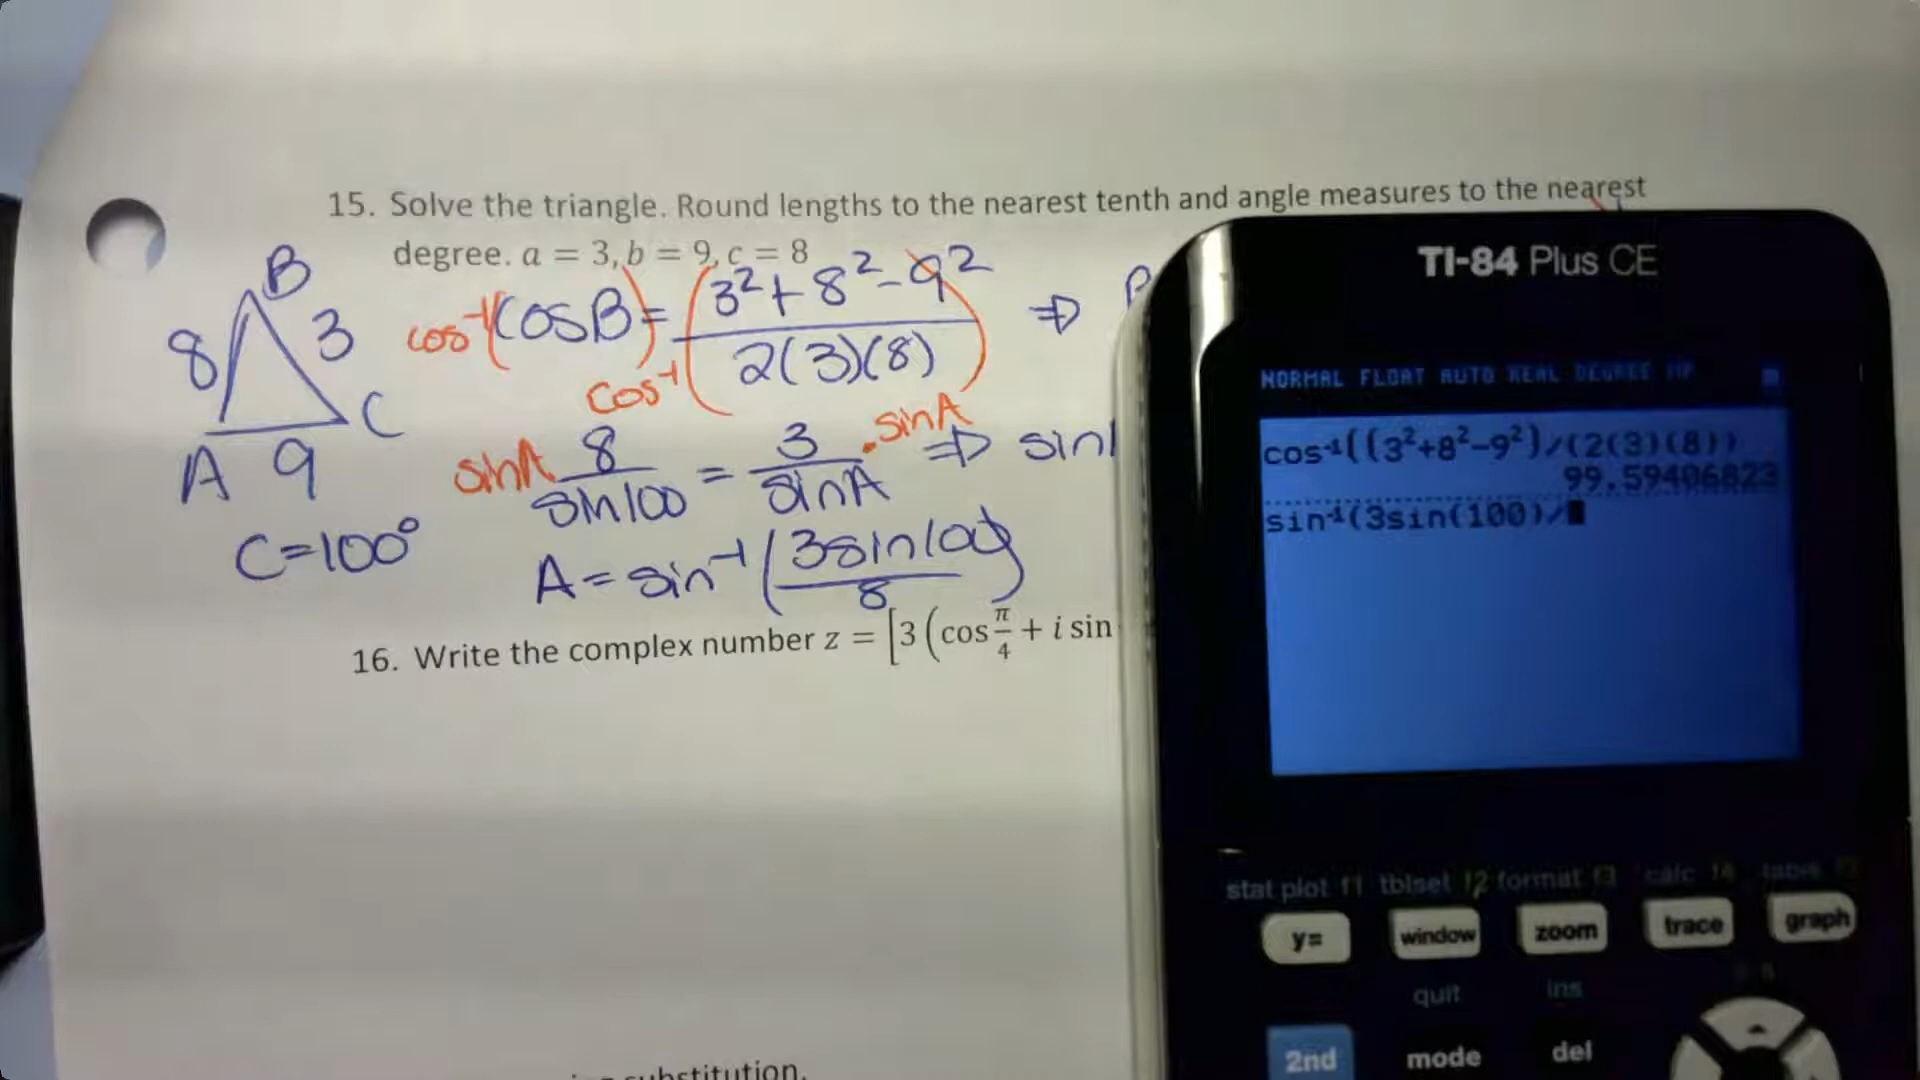 15. Solve the triangle. Round lengths to the nearest tenth and angle measures to the nearest
degree. a = 3, b = 9, c = 8
B
8
3
A
9
C
C=100°
cos⁻¹(cosB)= cos⁻¹((3²+8²-9²)/(2(3)(8))) ⇒
sinA 8/sin100 = 3/sinA · sinA ⇒ sin
A = sin⁻¹(3sin100/8)
16. Write the complex number z = [3(cos π/4 + i sin
substitution.
TI-84 Plus CE
NORMAL FLOAT AUTO REAL DEGREE MP
cos⁻¹((3²+8²-9²)/(2(3)(8))
99.59406823
sin⁻¹(3sin(100)/
stat plot f1 tblset f2 format f3 calc f4 table f5
y= window zoom trace graph
quit ins
2nd mode del